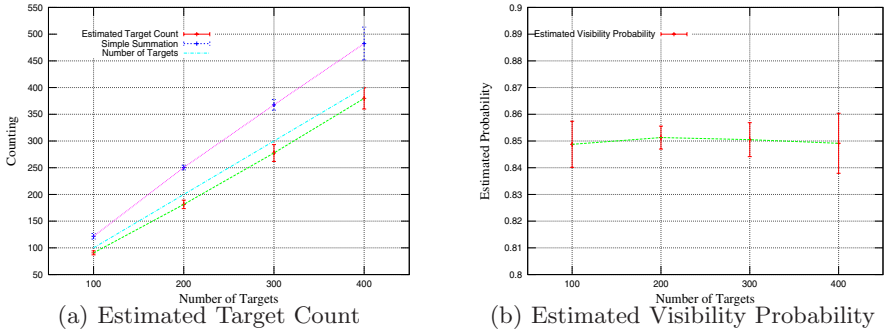 550
500
450
400
350
300
250
200
150
100
50
Counting
Estimated Target Count
Simple Summation
Number of Targets
100 200 300 400
Number of Targets
(a) Estimated Target Count
0.9
0.89
0.88
0.87
0.86
0.85
0.84
0.83
0.82
0.81
0.8
Estimated Probability
Estimated Visibility Probability
100 200 300 400
Number of Targets
(b) Estimated Visibility Probability